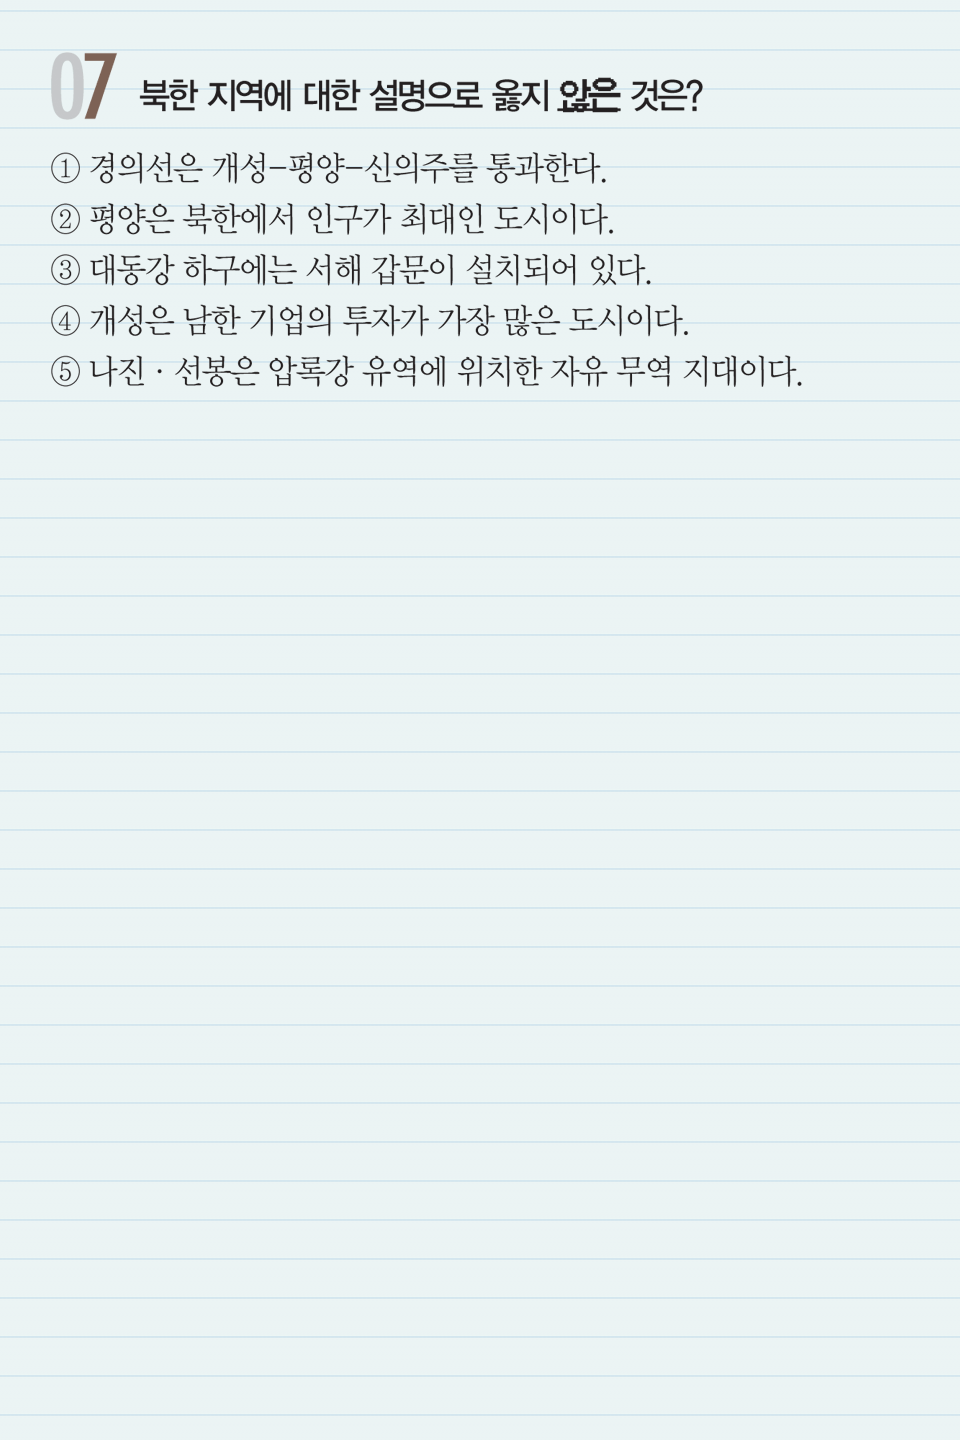 07 북한 지역에 대한 설명으로 옳지 않은 것은?
① 경의선은 개성–평양–신의주를 통과한다.
② 평양은 북한에서 인구가 최대인 도시이다.
③ 대동강 하구에는 서해 갑문이 설치되어 있다.
④ 개성은 남한 기업의 투자가 가장 많은 도시이다.
⑤ 나진 · 선봉은 압록강 유역에 위치한 자유 무역 지대이다.